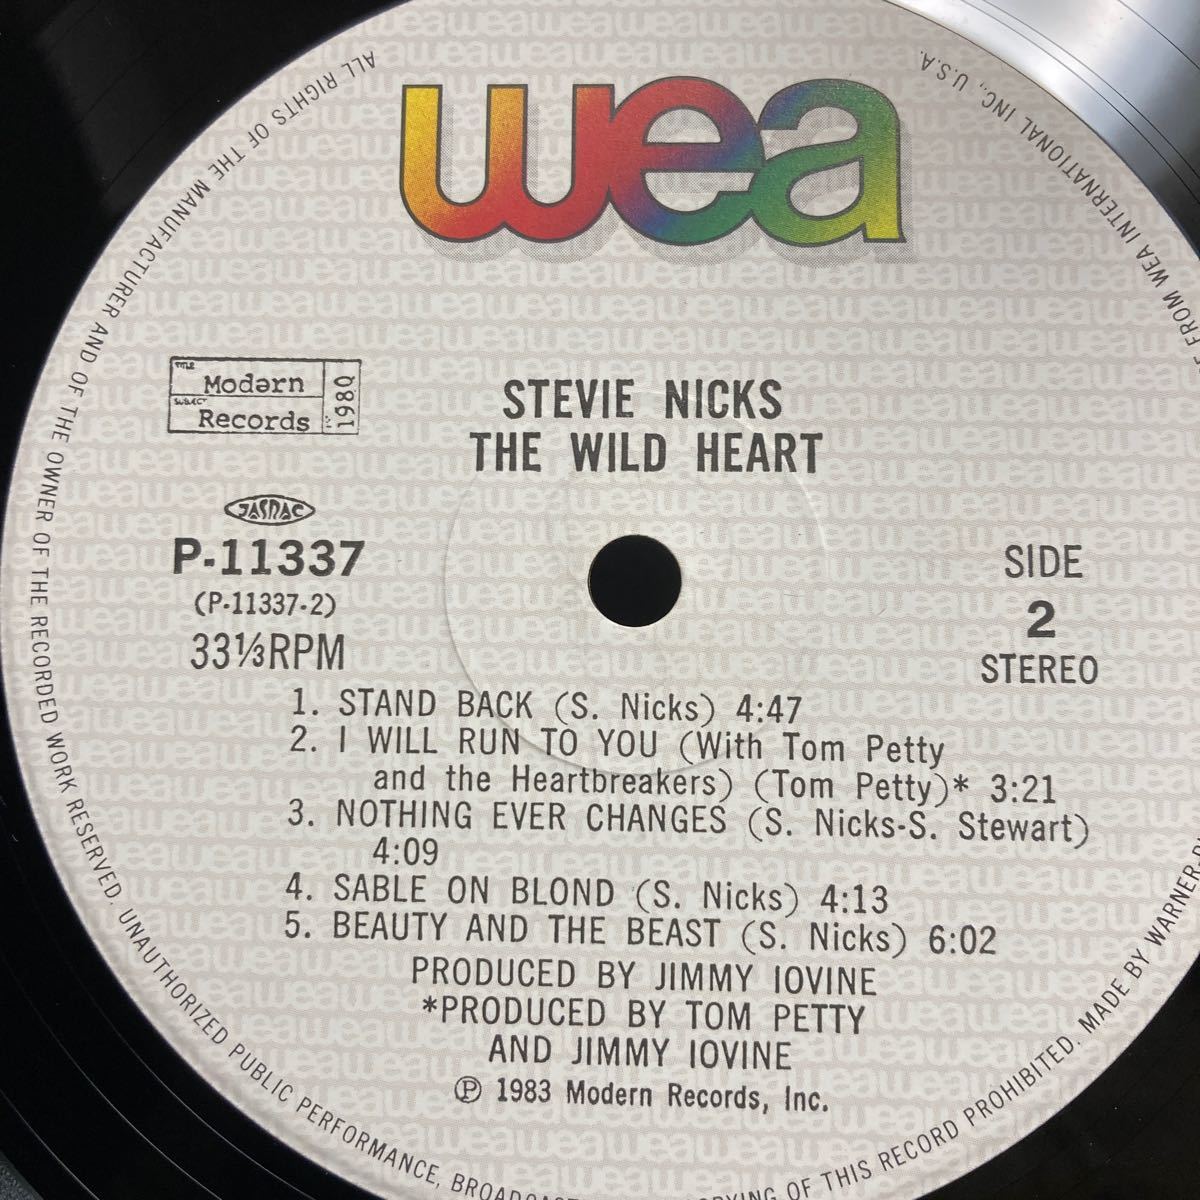 wea
TITLE
Modern
SUBJECT
Records
1980
STEVIE NICKS
THE WILD HEART
JASRAC
P-11337
(P-11337-2)
33⅓RPM
SIDE
2
STEREO
1. STAND BACK (S. Nicks) 4:47
2. I WILL RUN TO YOU (With Tom Petty
and the Heartbreakers) (Tom Petty)* 3:21
3. NOTHING EVER CHANGES (S. Nicks-S. Stewart)
4:09
4. SABLE ON BLOND (S. Nicks) 4:13
5. BEAUTY AND THE BEAST (S. Nicks) 6:02
PRODUCED BY JIMMY IOVINE
*PRODUCED BY TOM PETTY
AND JIMMY IOVINE
Ⓟ 1983 Modern Records, Inc.
ALL RIGHTS OF THE MANUFACTURER AND OF THE OWNER OF THE RECORDED WORK RESERVED. UNAUTHORIZED PUBLIC PERFORMANCE, OF THIS RECORD PROHIBITED. MADE BY FROM WEA INTERNATIONAL INC., U.S.A.